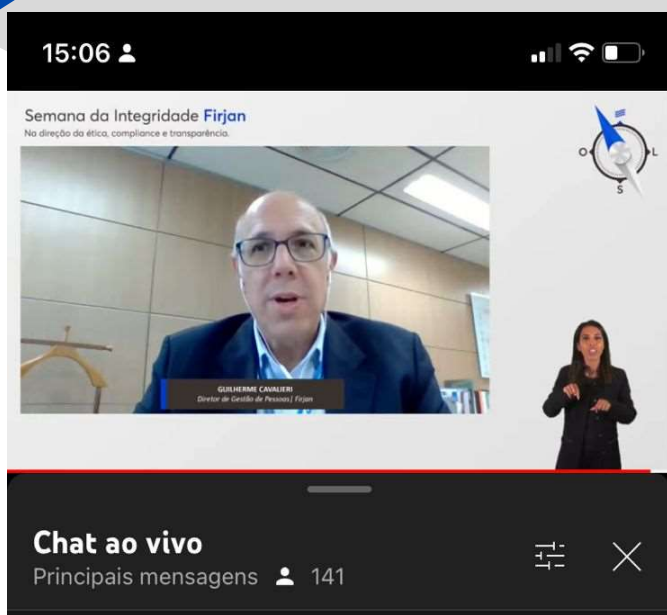 15:06
Semana da Integridade Firjan
Na direção da ética, compliance e transparência.
O L
S
GUILHERME CAVALIERI
Diretor de Gestão de Pessoas| Firjan
Chat ao vivo
Principais mensagens 141